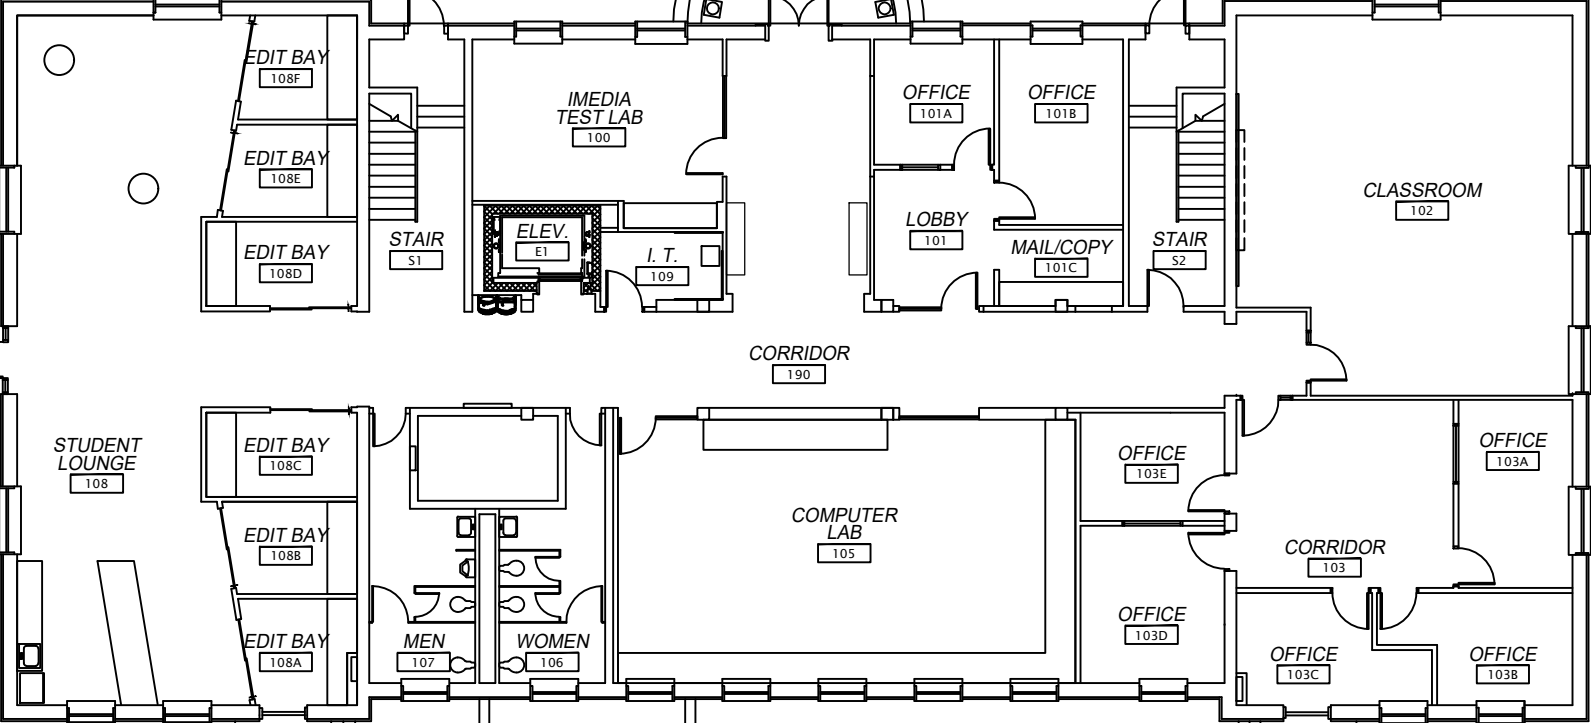 EDIT BAY
108F
IMEDIA
TEST LAB
100
OFFICE
101A
OFFICE
101B
EDIT BAY
108E
CLASSROOM
102
EDIT BAY
108D
STAIR
S1
ELEV.
E1
I. T.
109
LOBBY
101
MAIL/COPY
101C
STAIR
S2
CORRIDOR
190
STUDENT
LOUNGE
108
EDIT BAY
108C
OFFICE
103E
OFFICE
103A
EDIT BAY
108B
COMPUTER
LAB
105
CORRIDOR
103
EDIT BAY
108A
MEN
107
WOMEN
106
OFFICE
103D
OFFICE
103C
OFFICE
103B